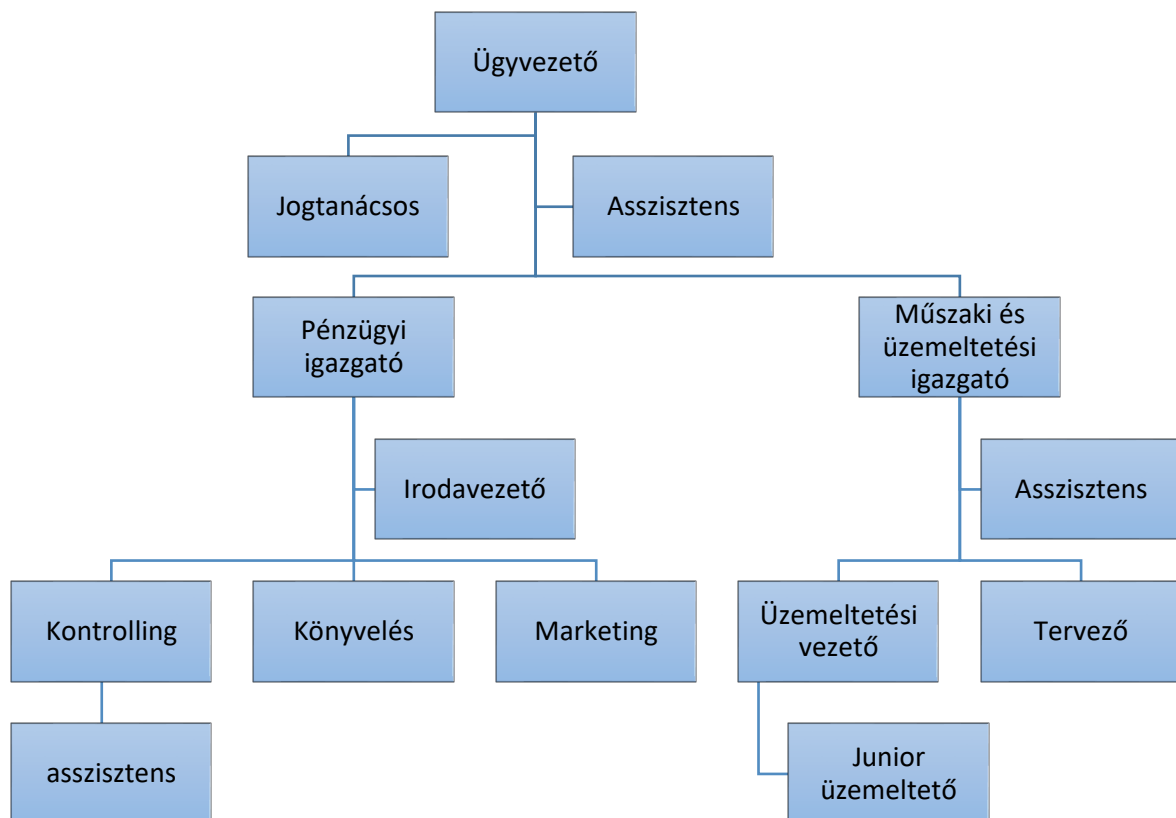 Ügyvezető
Jogtanácsos
Asszisztens
Pénzügyi
igazgató
Műszaki és
üzemeltetési
igazgató
Irodavezető
Asszisztens
Kontrolling
Könyvelés
Marketing
Üzemeltetési
vezető
Tervező
asszisztens
Junior
üzemeltető